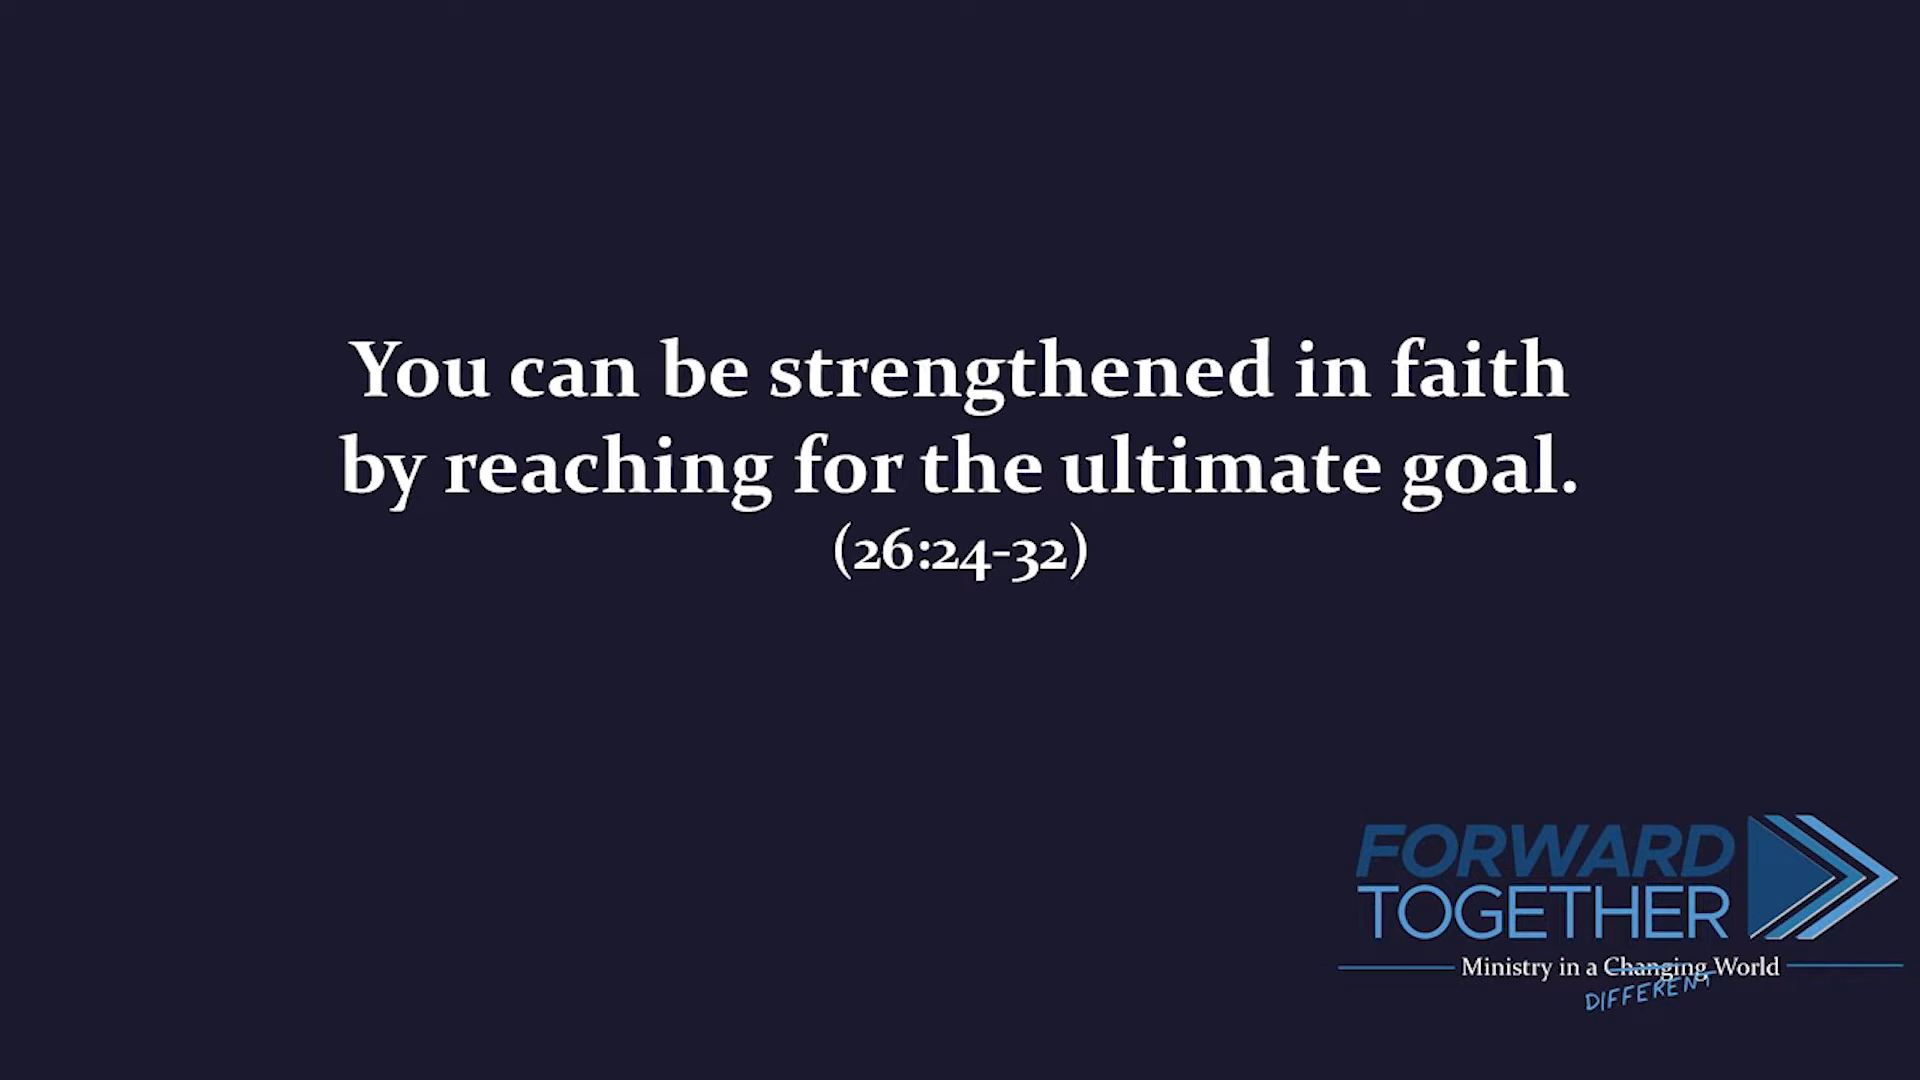 You can be strengthened in faith
by reaching for the ultimate goal.
(26:24-32)
FORWARD
TOGETHER
Ministry in a Changing World
DIFFERENT